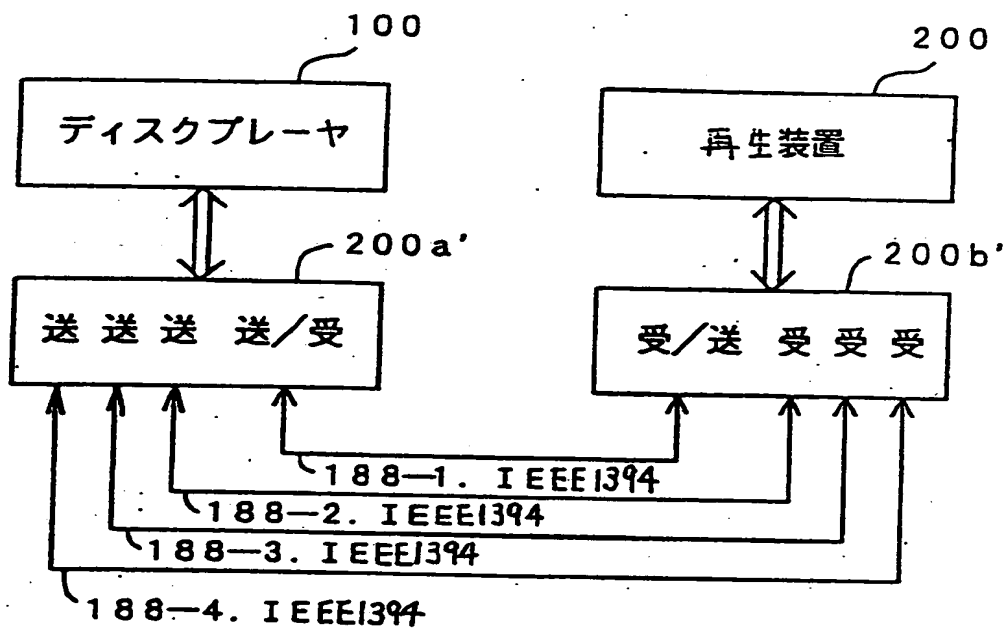 100
200
ディスクプレーヤ
再生装置
200a'
200b'
送 送 送 送/受
受/送 受 受 受
188—1. IEEE1394
188—2. IEEE1394
188—3. IEEE1394
188—4. IEEE1394